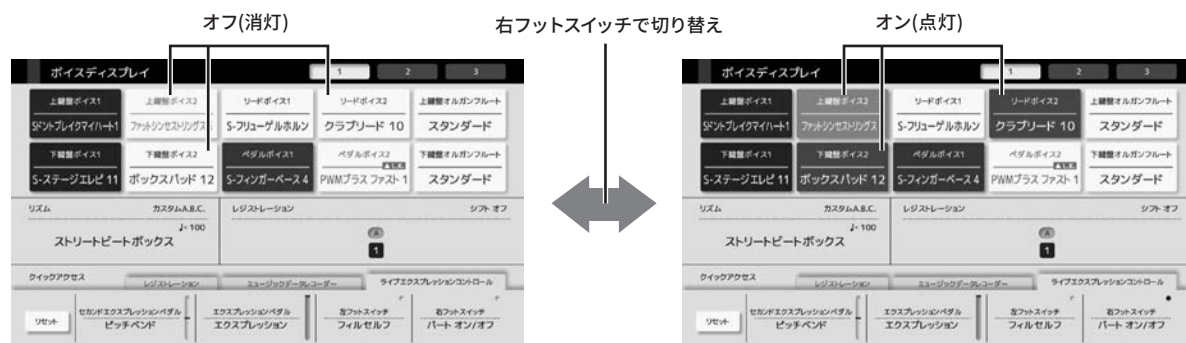 オフ(消灯)
右フットスイッチで切り替え
オン(点灯)
ボイスディスプレイ
1 2 3
上鍵盤ボイス1 上鍵盤ボイス2 リードボイス1 リードボイス2 上鍵盤オルガンフルート
Sドントブレイクマイハート1 ファットシンセストリングス S-フリューゲルホルン クラブリード 10 スタンダード
下鍵盤ボイス1 下鍵盤ボイス2 ペダルボイス1 ペダルボイス2 下鍵盤オルガンフルート
S-ステージエレピ 11 ボックスパッド 12 S-フィンガーベース 4 PWMブラス ファスト 1 スタンダード
リズム カスタムA.B.C. レジストレーション シフト オフ
♩= 100
ストリートビートボックス
A
1
クイックアクセス レジストレーション ミュージックデータレコーダー ライブエクスプレッションコントロール
リセット
セカンドエクスプレッションペダル エクスプレッションペダル 左フットスイッチ 右フットスイッチ
ピッチベンド エクスプレッション フィルセルフ パート オン/オフ
ボイスディスプレイ
1 2 3
上鍵盤ボイス1 上鍵盤ボイス2 リードボイス1 リードボイス2 上鍵盤オルガンフルート
Sドントブレイクマイハート1 ファットシンセストリングス S-フリューゲルホルン クラブリード 10 スタンダード
下鍵盤ボイス1 下鍵盤ボイス2 ペダルボイス1 ペダルボイス2 下鍵盤オルガンフルート
S-ステージエレピ 11 ボックスパッド 12 S-フィンガーベース 4 PWMブラス ファスト 1 スタンダード
リズム カスタムA.B.C. レジストレーション シフト オフ
♩= 100
ストリートビートボックス
A
1
クイックアクセス レジストレーション ミュージックデータレコーダー ライブエクスプレッションコントロール
リセット
セカンドエクスプレッションペダル エクスプレッションペダル 左フットスイッチ 右フットスイッチ
ピッチベンド エクスプレッション フィルセルフ パート オン/オフ